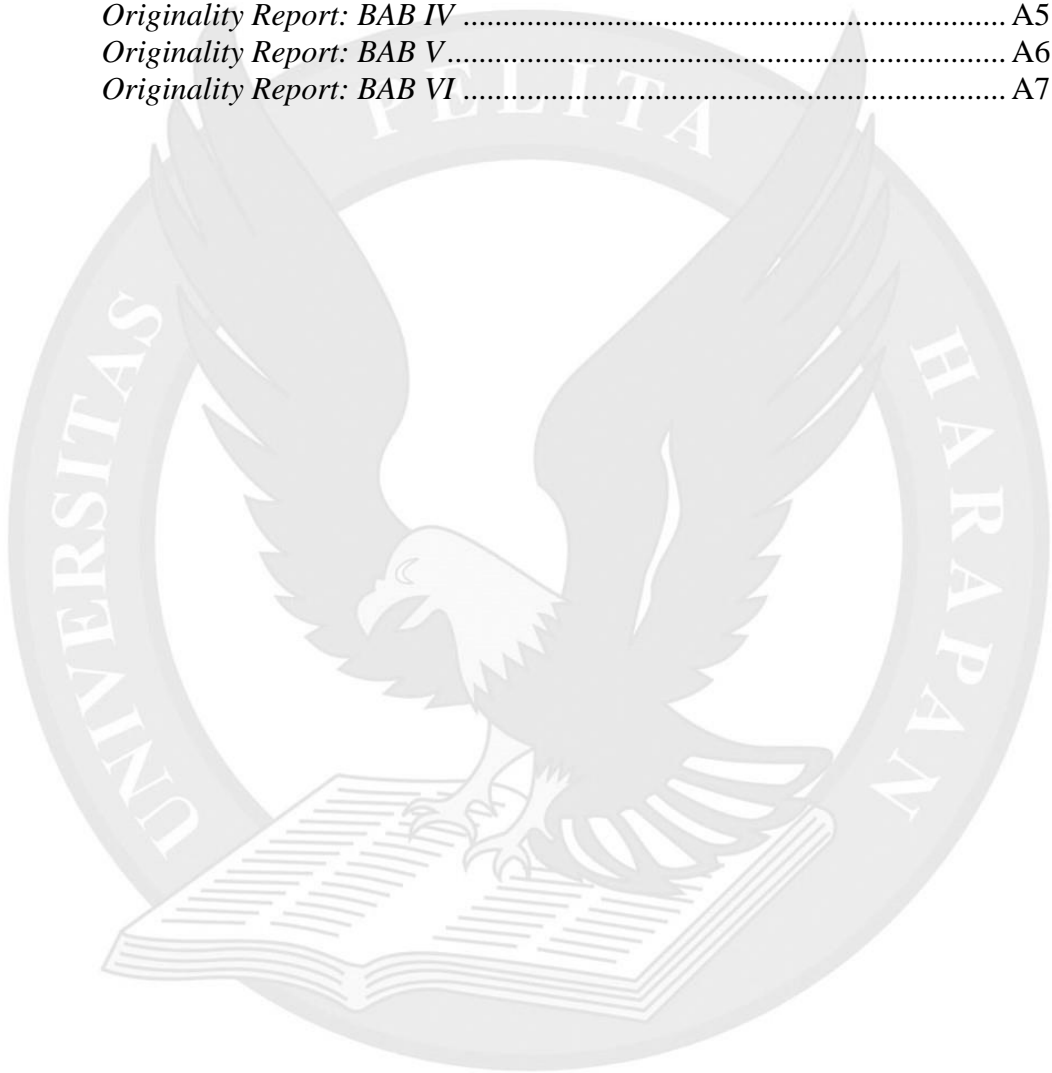 Originality Report: BAB IV ........................................................................ A5
Originality Report: BAB V.......................................................................... A6
Originality Report: BAB VI ........................................................................ A7
UNIVERSITAS PELITA HARAPAN